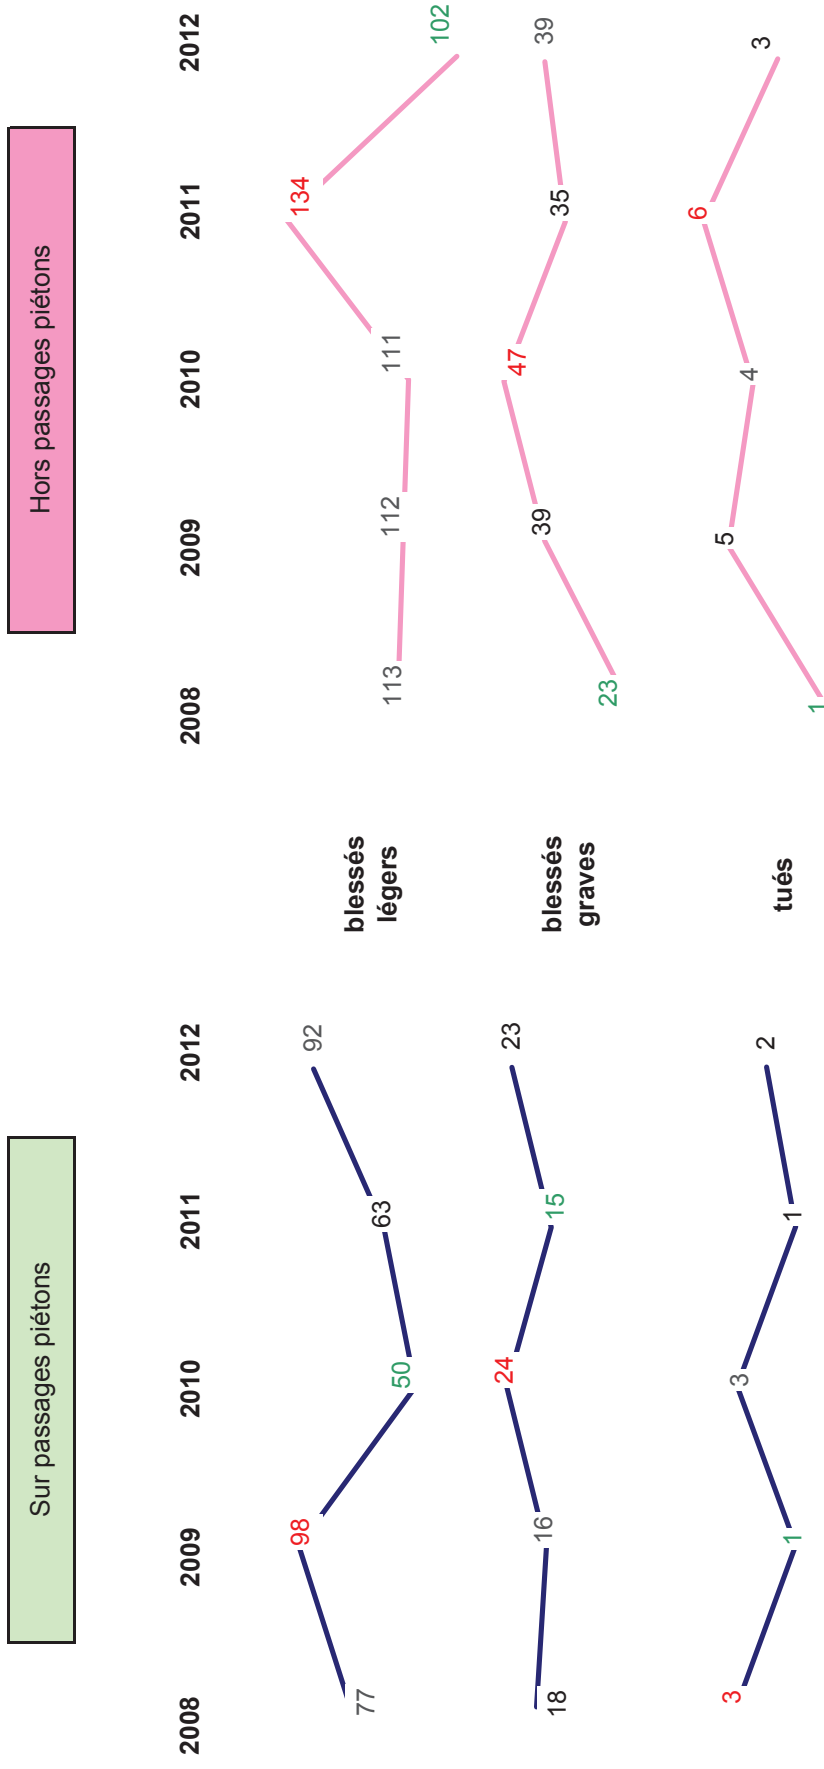 Sur passages piétons
Hors passages piétons
2008 2009 2010 2011 2012
2008 2009 2010 2011 2012
77 98 50 63 92
blessés
légers
113 112 111 134 102
18 16 24 15 23
blessés
graves
23 39 47 35 39
3 1 3 1 2
tués
1 5 4 6 3